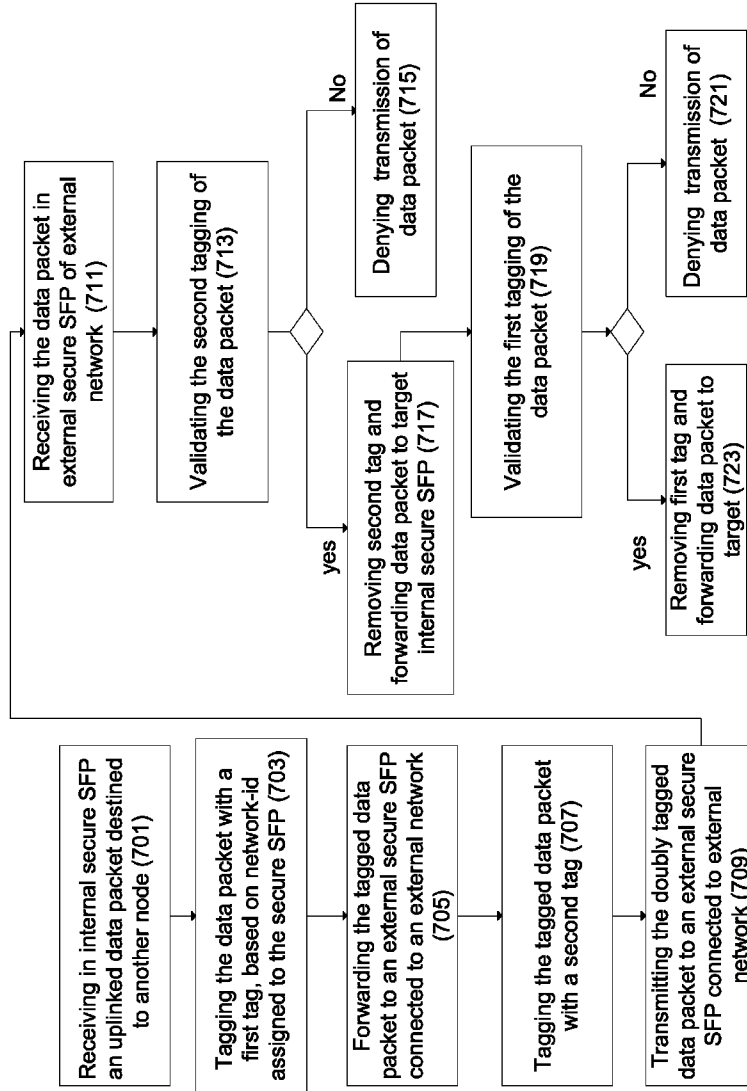 Receiving in internal secure SFP
an uplinked data packet destined
to another node (701)
Tagging the data packet with a
first tag, based on network-id
assigned to the secure SFP (703)
Forwarding the tagged data
packet to an external secure SFP
connected to an external network
(705)
Tagging the tagged data packet
with a second tag (707)
Transmitting the doubly tagged
data packet to an external secure
SFP connected to external
network (709)
Receiving the data packet in
external secure SFP of external
network (711)
Validating the second tagging of
the data packet (713)
yes
No
Removing second tag and
forwarding data packet to target
internal secure SFP (717)
Denying transmission of
data packet (715)
Validating the first tagging of the
data packet (719)
yes
No
Removing first tag and
forwarding data packet to
target (723)
Denying transmission of
data packet (721)